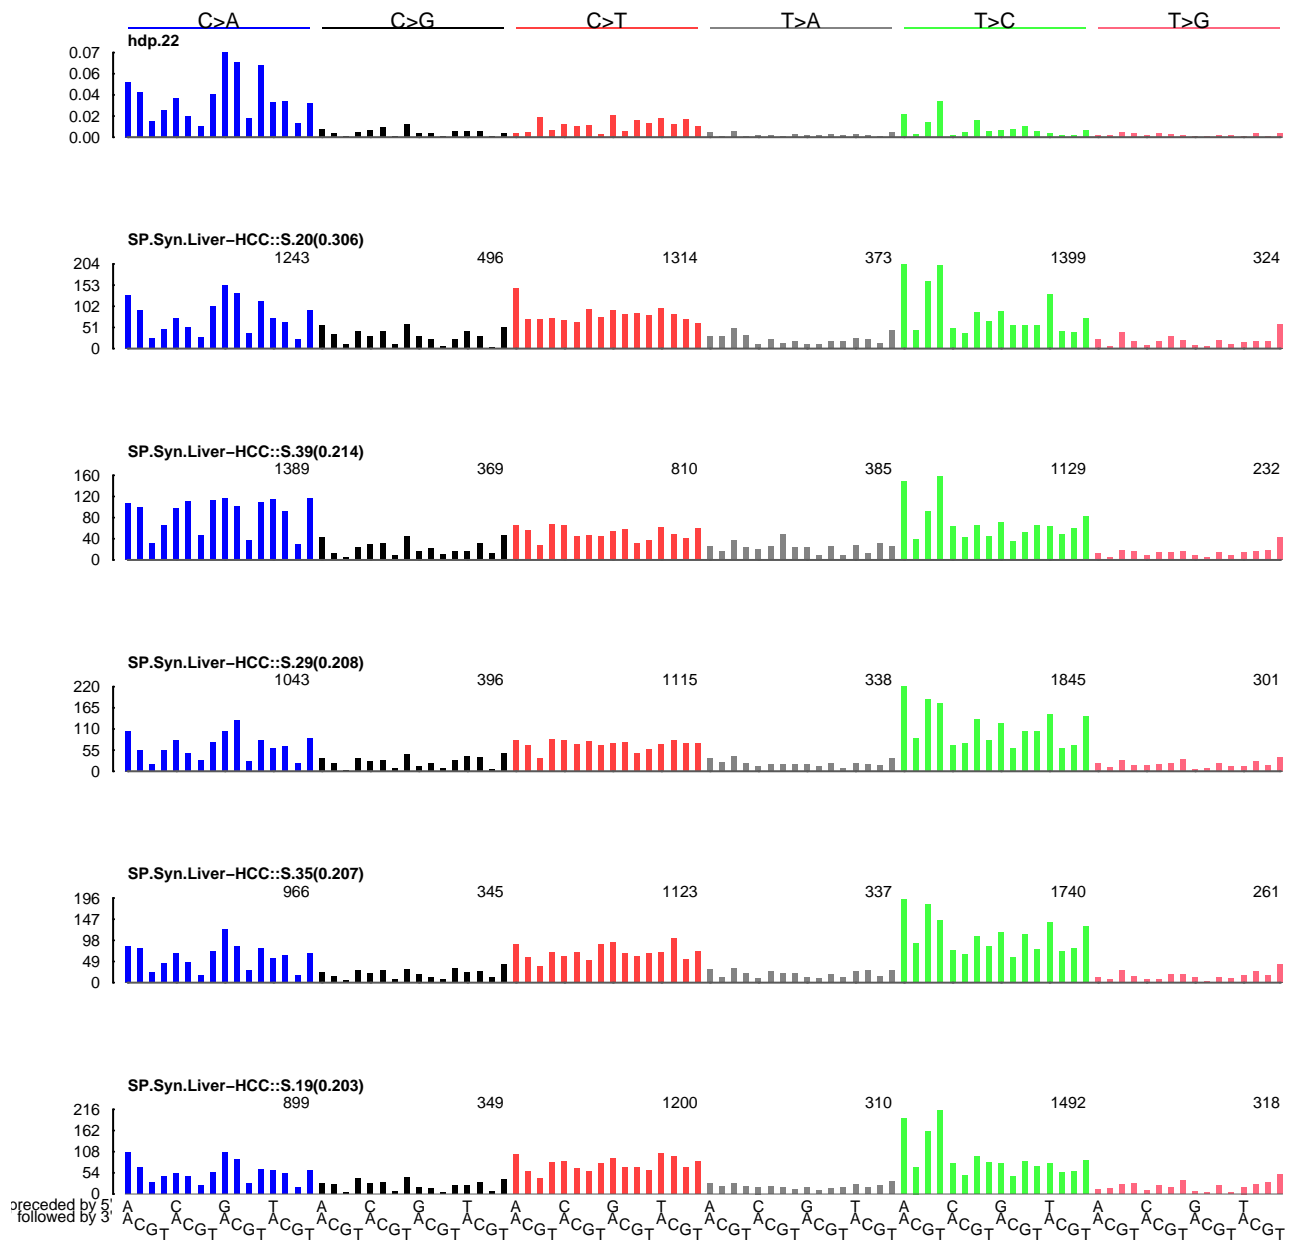 C>A C>G C>T T>A T>C T>G
hdp.22
0.07
0.06
0.04
0.02
0.00
SP.Syn.Liver−HCC::S.20(0.306)
1243 496 1314 373 1399 324
204
153
102
51
0
SP.Syn.Liver−HCC::S.39(0.214)
1389 369 810 385 1129 232
160
120
80
40
0
SP.Syn.Liver−HCC::S.29(0.208)
1043 396 1115 338 1845 301
220
165
110
55
0
SP.Syn.Liver−HCC::S.35(0.207)
966 345 1123 337 1740 261
196
147
98
49
0
SP.Syn.Liver−HCC::S.19(0.203)
899 349 1200 310 1492 318
216
162
108
54
0
preceded by 5' A C G T A C G T A C G T A C G T A C G T A C G T
followed by 3' A C G T A C G T A C G T A C G T A C G T A C G T A C G T A C G T A C G T A C G T A C G T A C G T A C G T A C G T A C G T A C G T A C G T A C G T A C G T A C G T A C G T A C G T A C G T A C G T